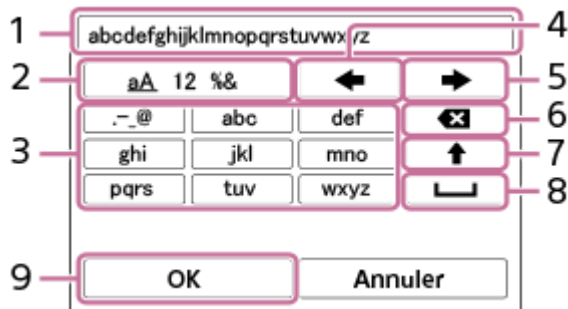 1 abcdefghijklmnopqrstuvwxyz 4
2 aA 12 %& 5
.-_@ abc def 6
3 ghi jkl mno 7
pqrs tuv wxyz 8
9 OK Annuler